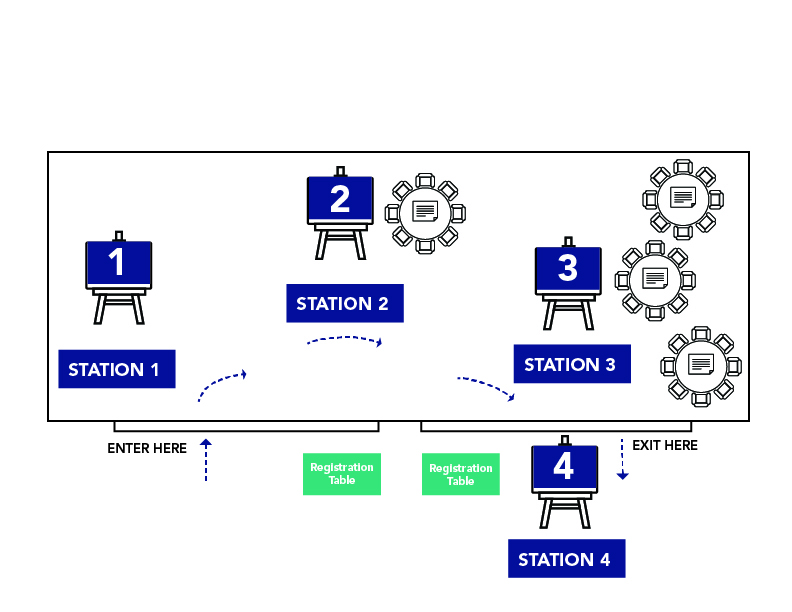 1
STATION 1
2
STATION 2
3
STATION 3
ENTER HERE
Registration
Table
Registration
Table
4
STATION 4
EXIT HERE